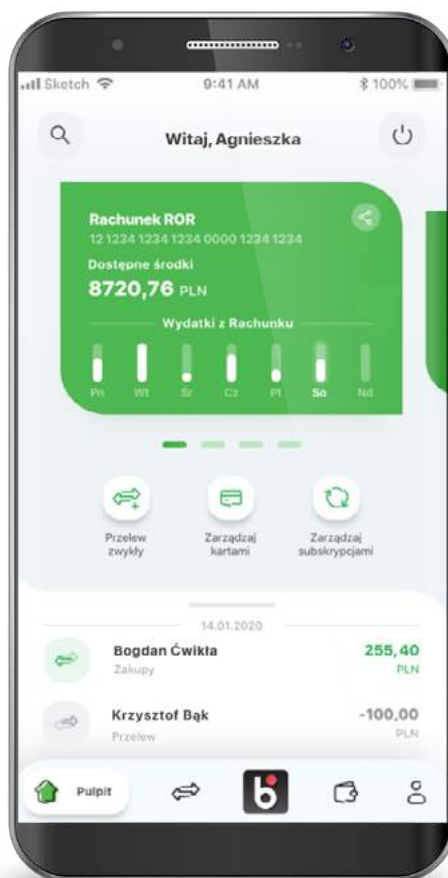 Sketch 9:41 AM 100%
Witaj, Agnieszka
Rachunek ROR
12 1234 1234 1234 0000 1234 1234
Dostępne środki
8720,76 PLN
Wydatki z Rachunku
Pn Wt Śr Cz Pt So Nd
Przelew zwykły
Zarządzaj kartami
Zarządzaj subskrypcjami
14.01.2020
Bogdan Ćwikła 255,40
Zakupy PLN
Krzysztof Bąk -100,00
Przelew PLN
Pulpit